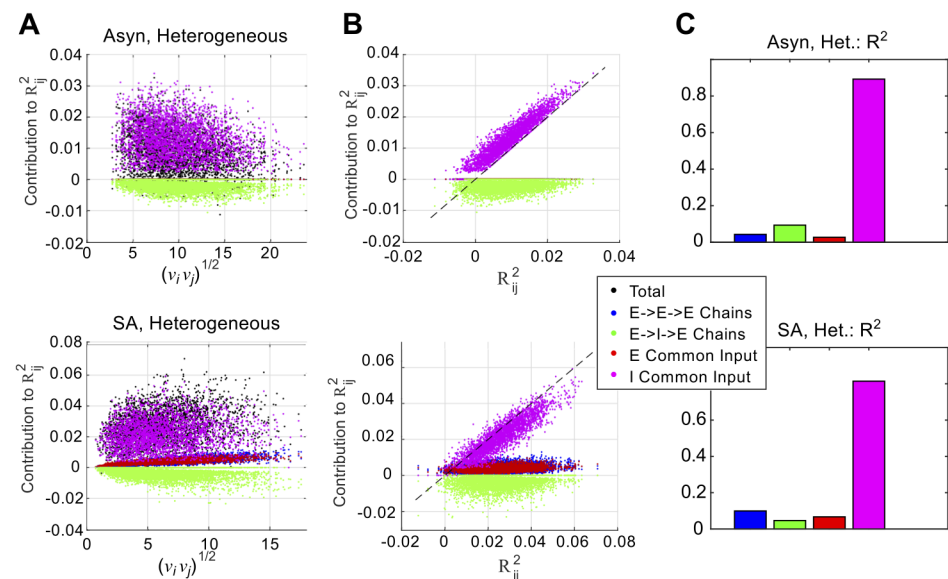 A
B
C
Asyn, Heterogeneous
Asyn, Het.: R²
Contribution to R²ij
0.04
0.03
0.02
0.01
0
-0.01
-0.02
0
5
10
15
20
(vi vj)^1/2
Contribution to R²ij
0.04
0.03
0.02
0.01
0
-0.01
-0.02
-0.02
0
0.02
0.04
R²ij
0.8
0.6
0.4
0.2
0
Total
E->E->E Chains
E->I->E Chains
E Common Input
I Common Input
SA, Heterogeneous
SA, Het.: R²
Contribution to R²ij
0.08
0.06
0.04
0.02
0
-0.02
-0.04
0
5
10
15
(vi vj)^1/2
Contribution to R²ij
0.06
0.04
0.02
0
-0.02
-0.02
0
0.02
0.04
0.06
0.08
R²ij
0.8
0.6
0.4
0.2
0